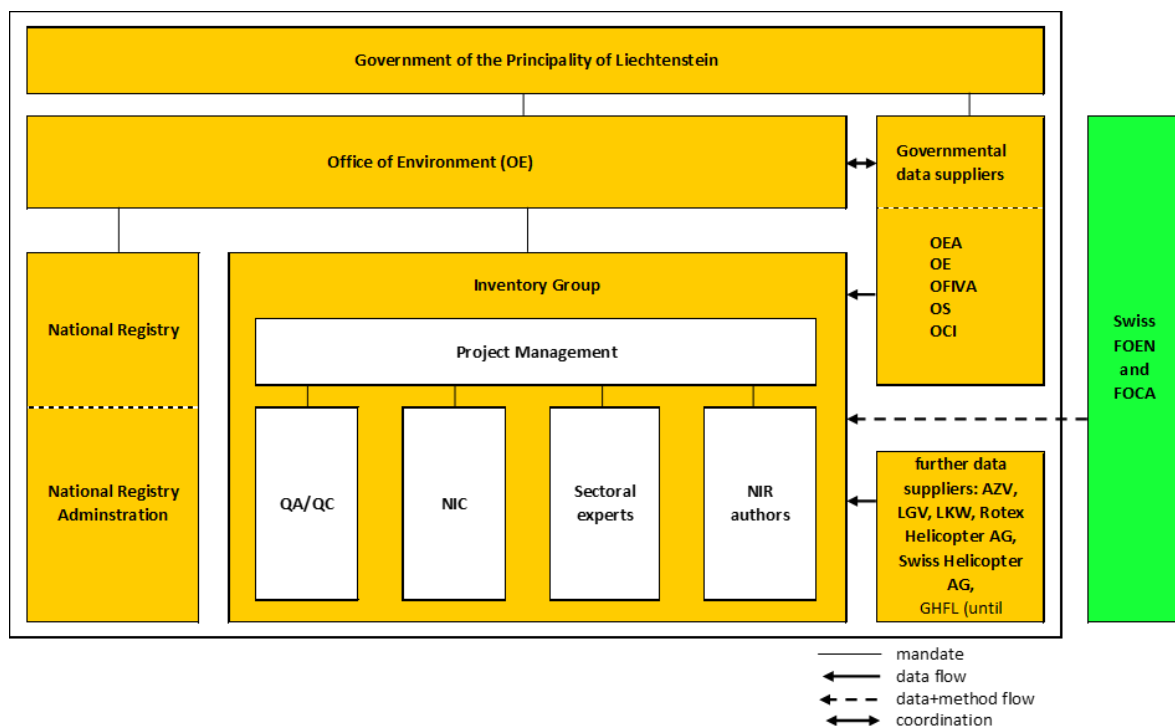 Government of the Principality of Liechtenstein
Office of Environment (OE)
Governmental
data suppliers
OEA
OE
OFIVA
OS
OCI
National Registry
National Registry
Adminstration
Inventory Group
Project Management
QA/QC
NIC
Sectoral
experts
NIR
authors
further data
suppliers: AZV,
LGV, LKW, Rotex
Helicopter AG,
Swiss Helicopter
AG,
GHFL (until
Swiss
FOEN
and
FOCA
mandate
data flow
data+method flow
coordination